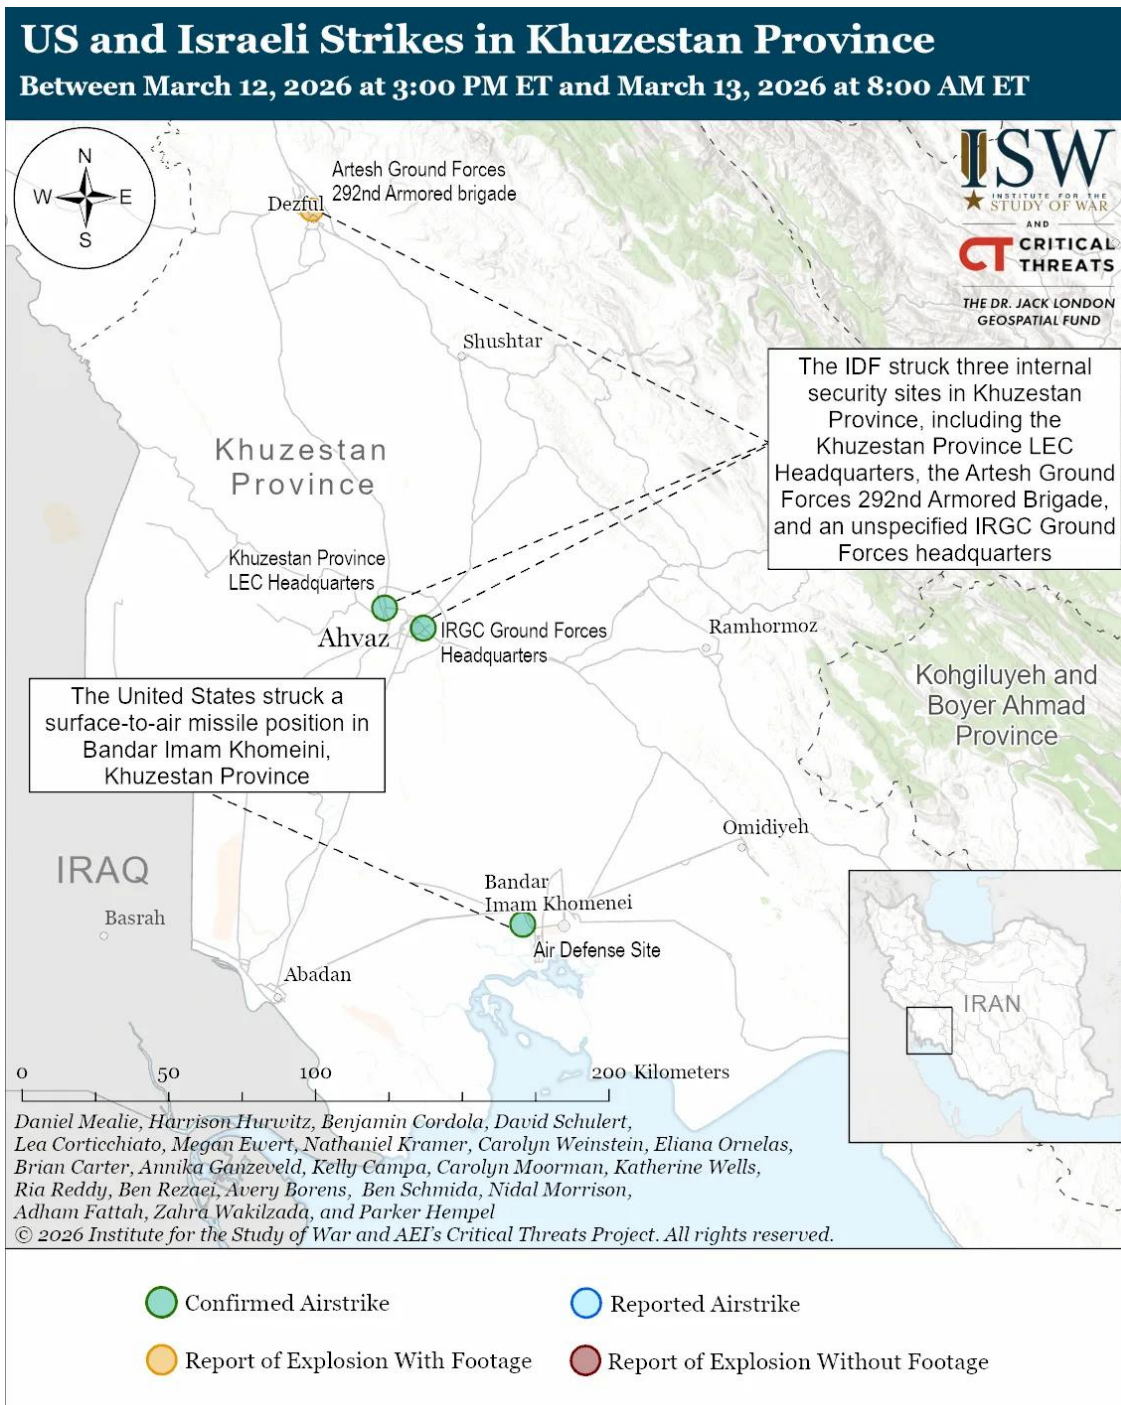 US and Israeli Strikes in Khuzestan Province
Between March 12, 2026 at 3:00 PM ET and March 13, 2026 at 8:00 AM ET
N
W
E
S
ISW
INSTITUTE FOR THE
STUDY OF WAR
AND
CT CRITICAL
THREATS
THE DR. JACK LONDON
GEOSPATIAL FUND
Artesh Ground Forces
292nd Armored brigade
Dezful
Shushtar
The IDF struck three internal
security sites in Khuzestan
Province, including the
Khuzestan Province LEC
Headquarters, the Artesh Ground
Forces 292nd Armored Brigade,
and an unspecified IRGC Ground
Forces headquarters
Khuzestan
Province
Khuzestan Province
LEC Headquarters
Ahvaz
IRGC Ground Forces
Headquarters
Ramhormoz
Kohgiluyeh and
Boyer Ahmad
Province
The United States struck a
surface-to-air missile position in
Bandar Imam Khomeini,
Khuzestan Province
Omidiyeh
IRAQ
Basrah
Bandar
Imam Khomenei
Air Defense Site
Abadan
IRAN
0
50
100
200 Kilometers
Daniel Mealie, Harrison Hurwitz, Benjamin Cordola, David Schulert,
Lea Corticchiato, Megan Ewert, Nathaniel Kramer, Carolyn Weinstein, Eliana Ornelas,
Brian Carter, Annika Ganzeveld, Kelly Campa, Carolyn Moorman, Katherine Wells,
Ria Reddy, Ben Rezaei, Avery Borens, Ben Schmida, Nidal Morrison,
Adham Fattah, Zahra Wakilzada, and Parker Hempel
© 2026 Institute for the Study of War and AEI's Critical Threats Project. All rights reserved.
Confirmed Airstrike
Reported Airstrike
Report of Explosion With Footage
Report of Explosion Without Footage